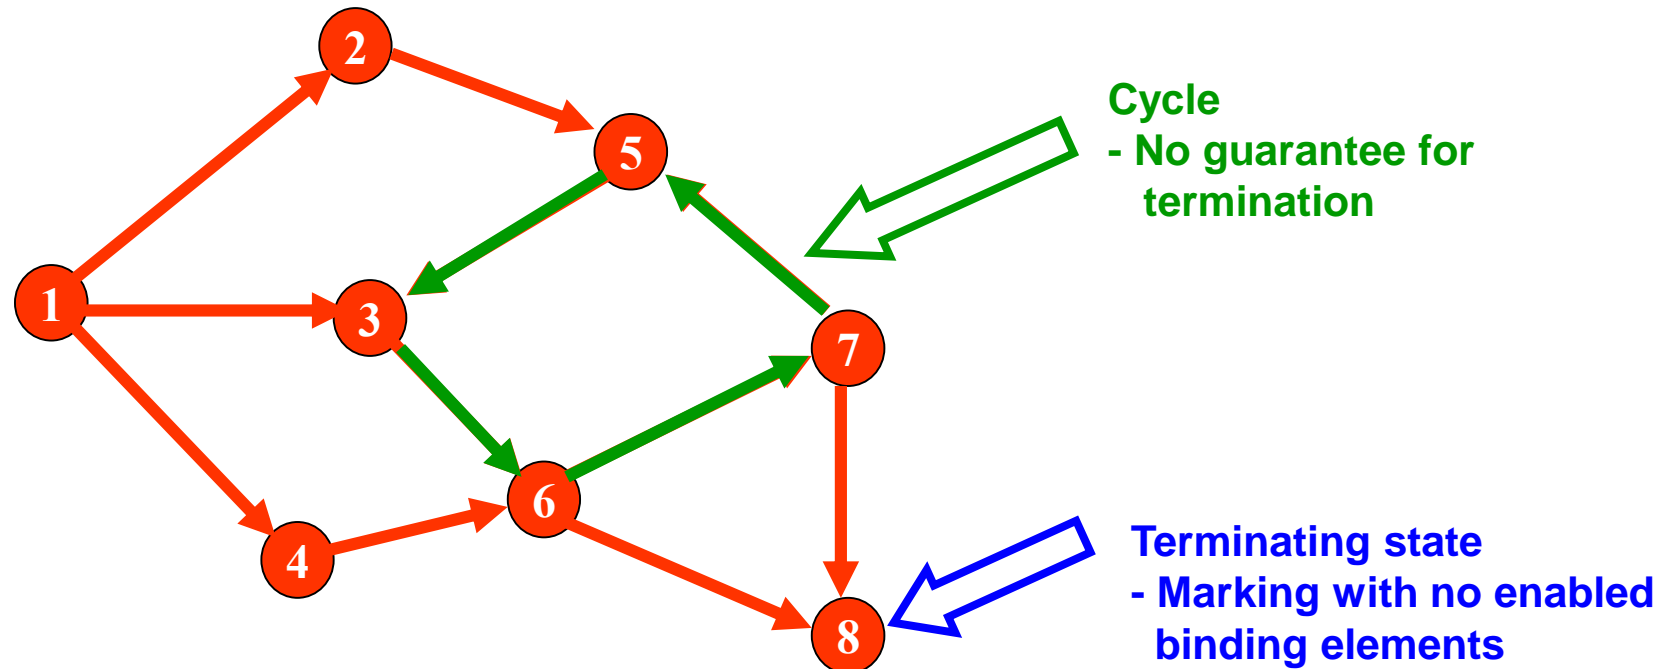 2
Cycle
- No guarantee for
termination
5
1
3
7
6
4
Terminating state
- Marking with no enabled
binding elements
8